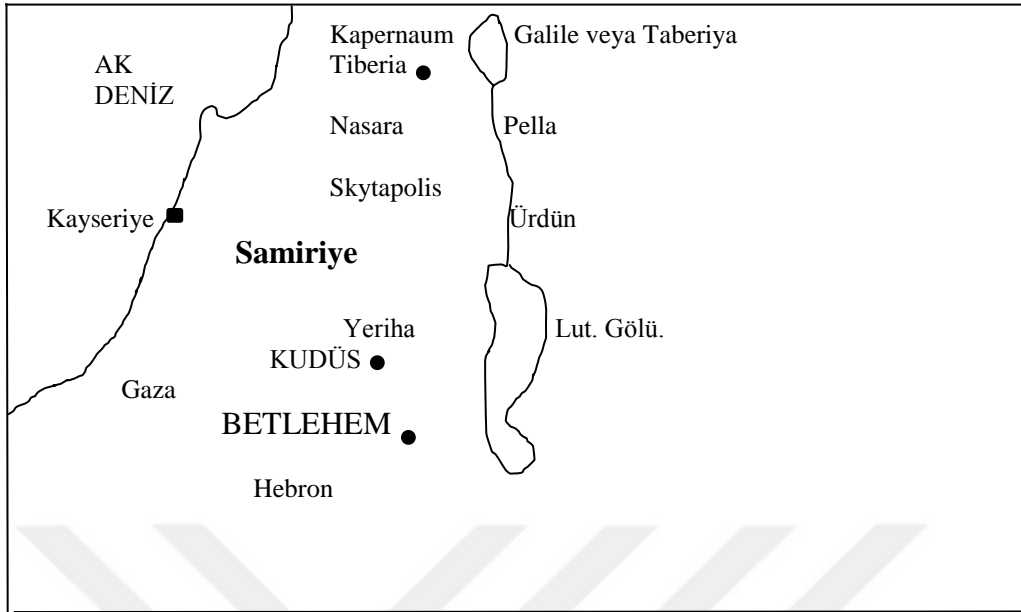 Kapernaum
Galile veya Taberiya
Tiberia
AK
DENİZ
Nasara
Pella
Skytapolis
Kayseriye
Ürdün
Samiriye
Yeriha
Lut. Gölü.
KUDÜS
Gaza
BETLEHEM
Hebron